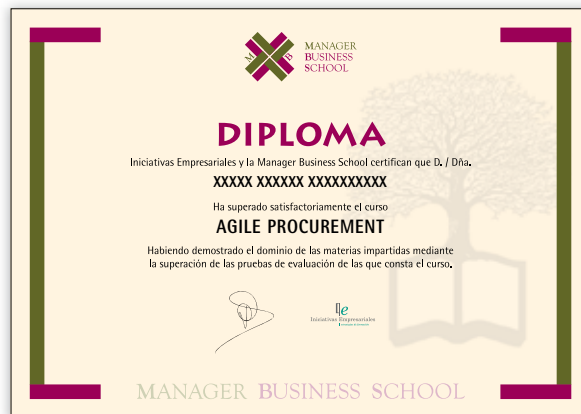 M B
MANAGER
BUSINESS
SCHOOL
DIPLOMA
Iniciativas Empresariales y la Manager Business School certifican que D. / Dña.
XXXXX XXXXXX XXXXXXXXXX
Ha superado satisfactoriamente el curso
AGILE PROCUREMENT
Habiendo demostrado el dominio de las materias impartidas mediante
la superación de las pruebas de evaluación de las que consta el curso.
Iniciativas Empresariales
MANAGER BUSINESS SCHOOL